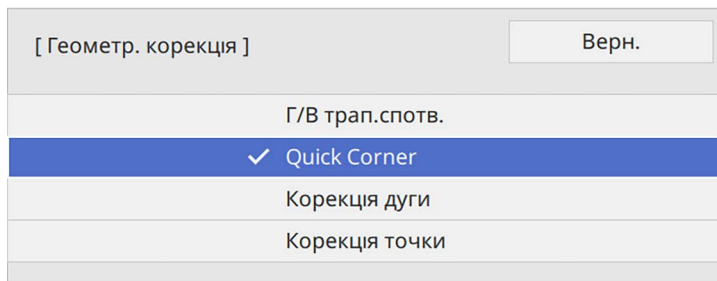 [ Геометр. корекція ]
Верн.
Г/В трап.спотв.
Quick Corner
Корекція дуги
Корекція точки